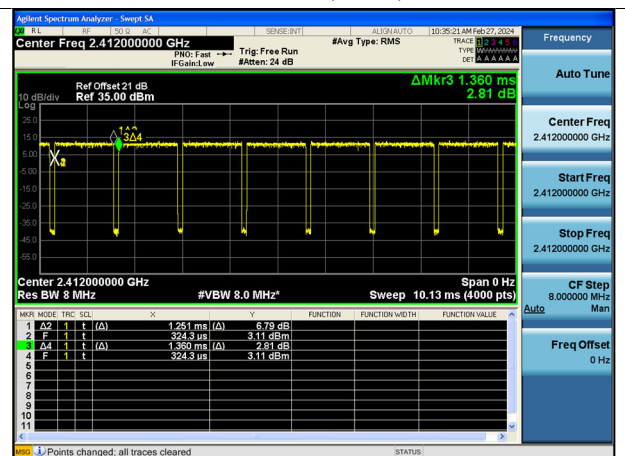 Agilent Spectrum Analyzer - Swept SA
RL RF 50 Ω AC SENSE:INT ALIGN AUTO 10:35:21 AM Feb 27, 2024
Center Freq 2.412000000 GHz #Avg Type: RMS TRACE 1 2 3 4 5 6
PNO: Fast Trig: Free Run TYPE
IFGain:Low #Atten: 24 dB DET A A A A A A
Ref Offset 21 dB ΔMkr3 1.360 ms
10 dB/div Ref 35.00 dBm 2.81 dB
Log
25.0
15.0
5.00
-5.00
-15.0
-25.0
-35.0
-45.0
-55.0
3Δ4
Center 2.412000000 GHz Span 0 Hz
Res BW 8 MHz #VBW 8.0 MHz* Sweep 10.13 ms (4000 pts)
MKR MODE TRC SCL X Y FUNCTION FUNCTION WIDTH FUNCTION VALUE
1 Δ2 1 t (Δ) 1.251 ms (Δ) 6.79 dB
2 F 1 t 324.3 µs 3.11 dBm
3 Δ4 1 t (Δ) 1.360 ms (Δ) 2.81 dB
4 F 1 t 324.3 µs 3.11 dBm
5
6
7
8
9
10
11
MSG Points changed; all traces cleared STATUS
Frequency
Auto Tune
Center Freq
2.412000000 GHz
Start Freq
2.412000000 GHz
Stop Freq
2.412000000 GHz
CF Step
8.000000 MHz
Auto Man
Freq Offset
0 Hz